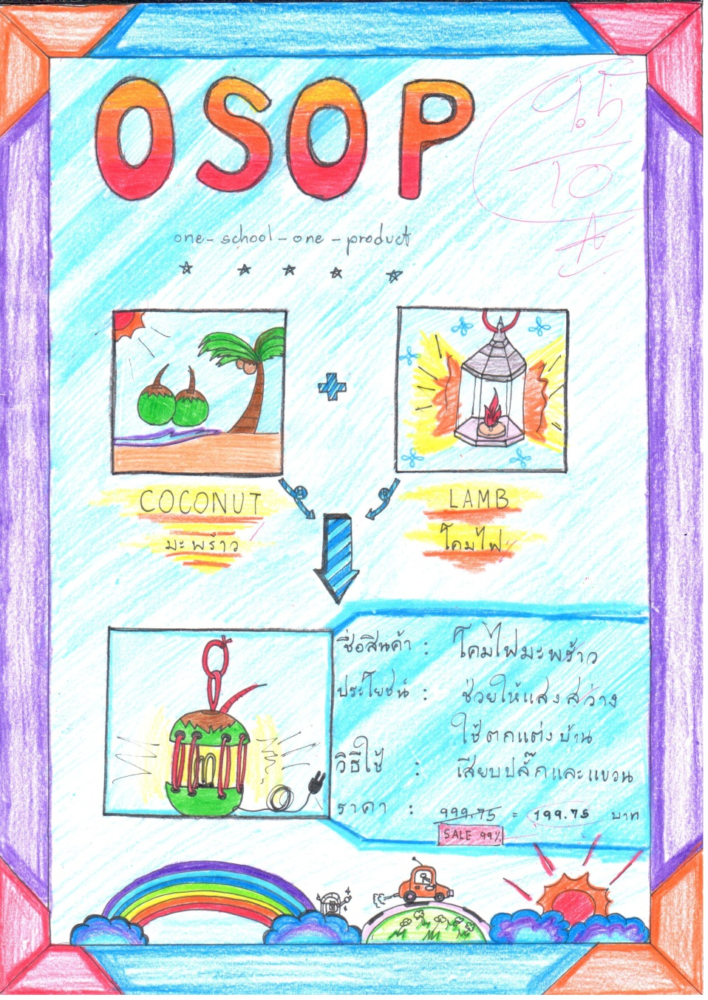 OSOP
9.5
10
A
one-school-one-product
COCONUT
มะพร้าว
LAMB
โคมไฟ
ชื่อสินค้า : โคมไฟมะพร้าว
ประโยชน์ : ช่วยให้แสงสว่าง
ใช้ตกแต่งบ้าน
วิธีใช้ : เสียบปลั๊กและแขวน
ราคา : 999.75 = 199.75 บาท
SALE 99%